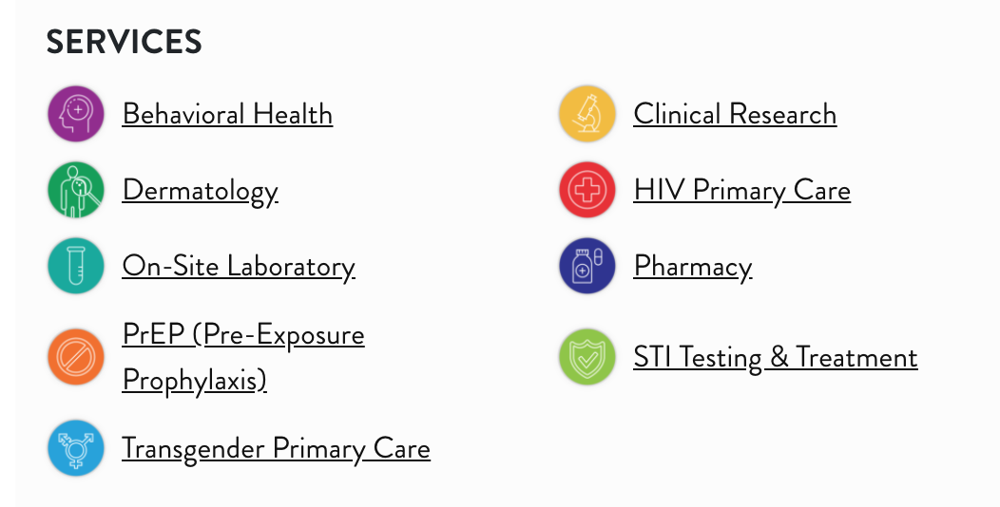 SERVICES
Behavioral Health
Clinical Research
Dermatology
HIV Primary Care
On-Site Laboratory
Pharmacy
PrEP (Pre-Exposure
Prophylaxis)
STI Testing & Treatment
Transgender Primary Care